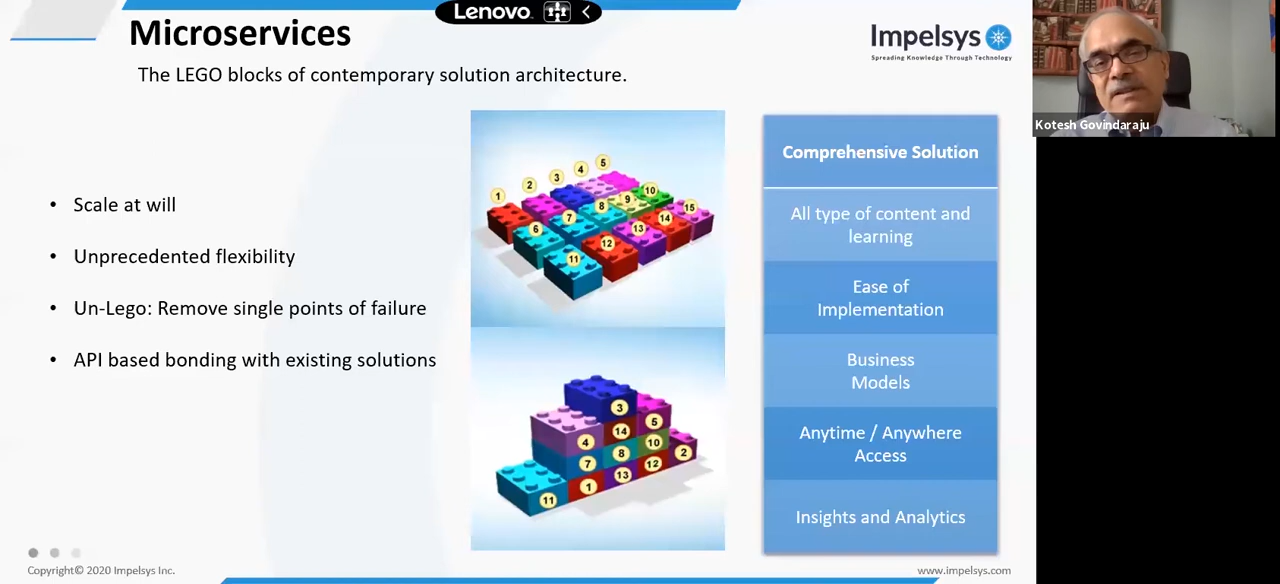 Lenovo
Microservices
The LEGO blocks of contemporary solution architecture.
Impelsys
Spreading Knowledge Through Technology
Kotesh Govindaraju
• Scale at will
• Unprecedented flexibility
• Un-Lego: Remove single points of failure
• API based bonding with existing solutions
1
2
3
4
5
6
7
8
9
10
11
12
13
14
15
3
4
14
5
7
8
10
2
11
1
13
12
Comprehensive Solution
All type of content and
learning
Ease of
Implementation
Business
Models
Anytime / Anywhere
Access
Insights and Analytics
Copyright© 2020 Impelsys Inc.
www.impelsys.com